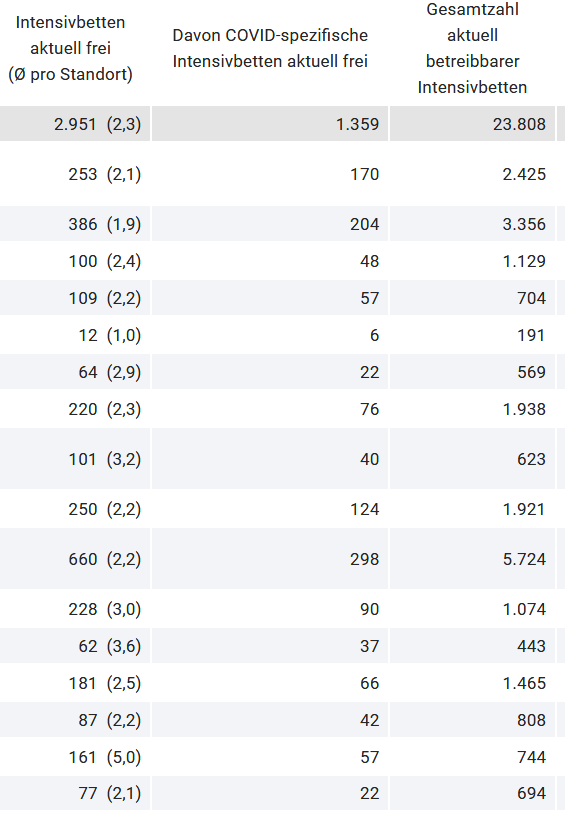 Intensivbetten
aktuell frei
(Ø pro Standort)
Davon COVID-spezifische
Intensivbetten aktuell frei
Gesamtzahl
aktuell
betreibbarer
Intensivbetten
2.951 (2,3) 1.359 23.808
253 (2,1) 170 2.425
386 (1,9) 204 3.356
100 (2,4) 48 1.129
109 (2,2) 57 704
12 (1,0) 6 191
64 (2,9) 22 569
220 (2,3) 76 1.938
101 (3,2) 40 623
250 (2,2) 124 1.921
660 (2,2) 298 5.724
228 (3,0) 90 1.074
62 (3,6) 37 443
181 (2,5) 66 1.465
87 (2,2) 42 808
161 (5,0) 57 744
77 (2,1) 22 694